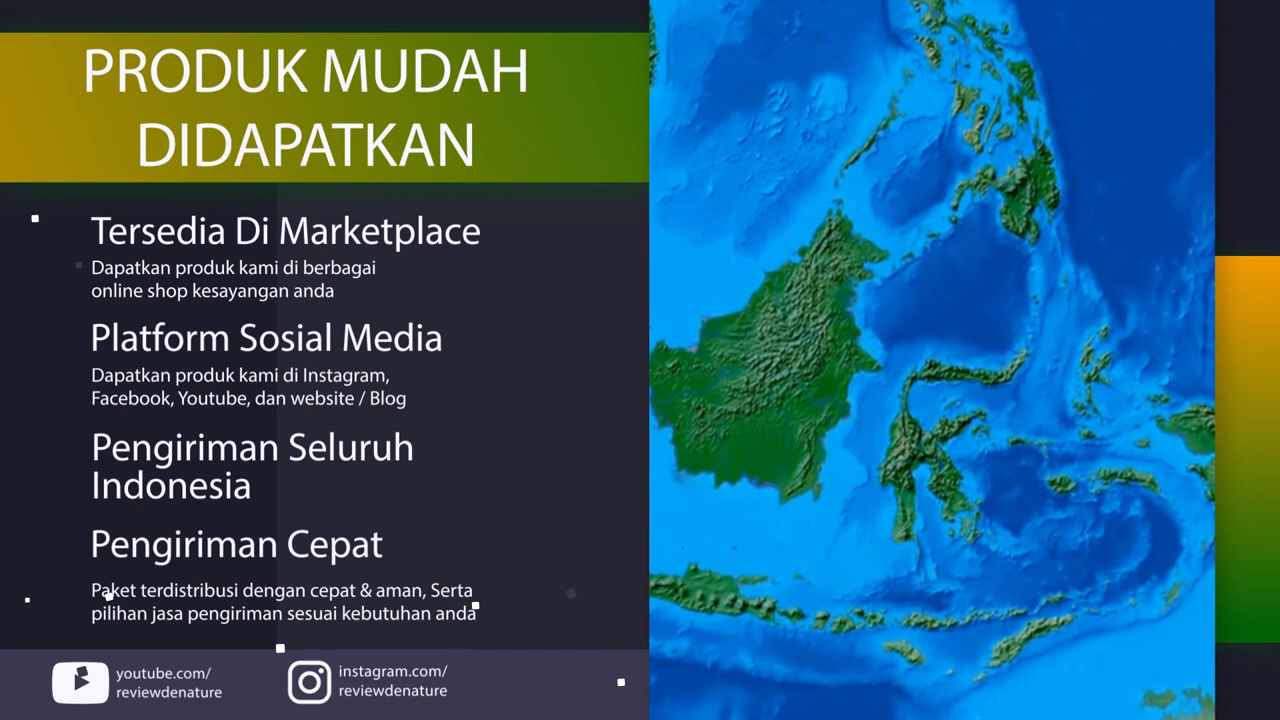 PRODUK MUDAH
DIDAPATKAN
Tersedia Di Marketplace
Dapatkan produk kami di berbagai
online shop kesayangan anda
Platform Sosial Media
Dapatkan produk kami di Instagram,
Facebook, Youtube, dan website / Blog
Pengiriman Seluruh
Indonesia
Pengiriman Cepat
Paket terdistribusi dengan cepat & aman, Serta
pilihan jasa pengiriman sesuai kebutuhan anda
youtube.com/
reviewdenature
instagram.com/
reviewdenature